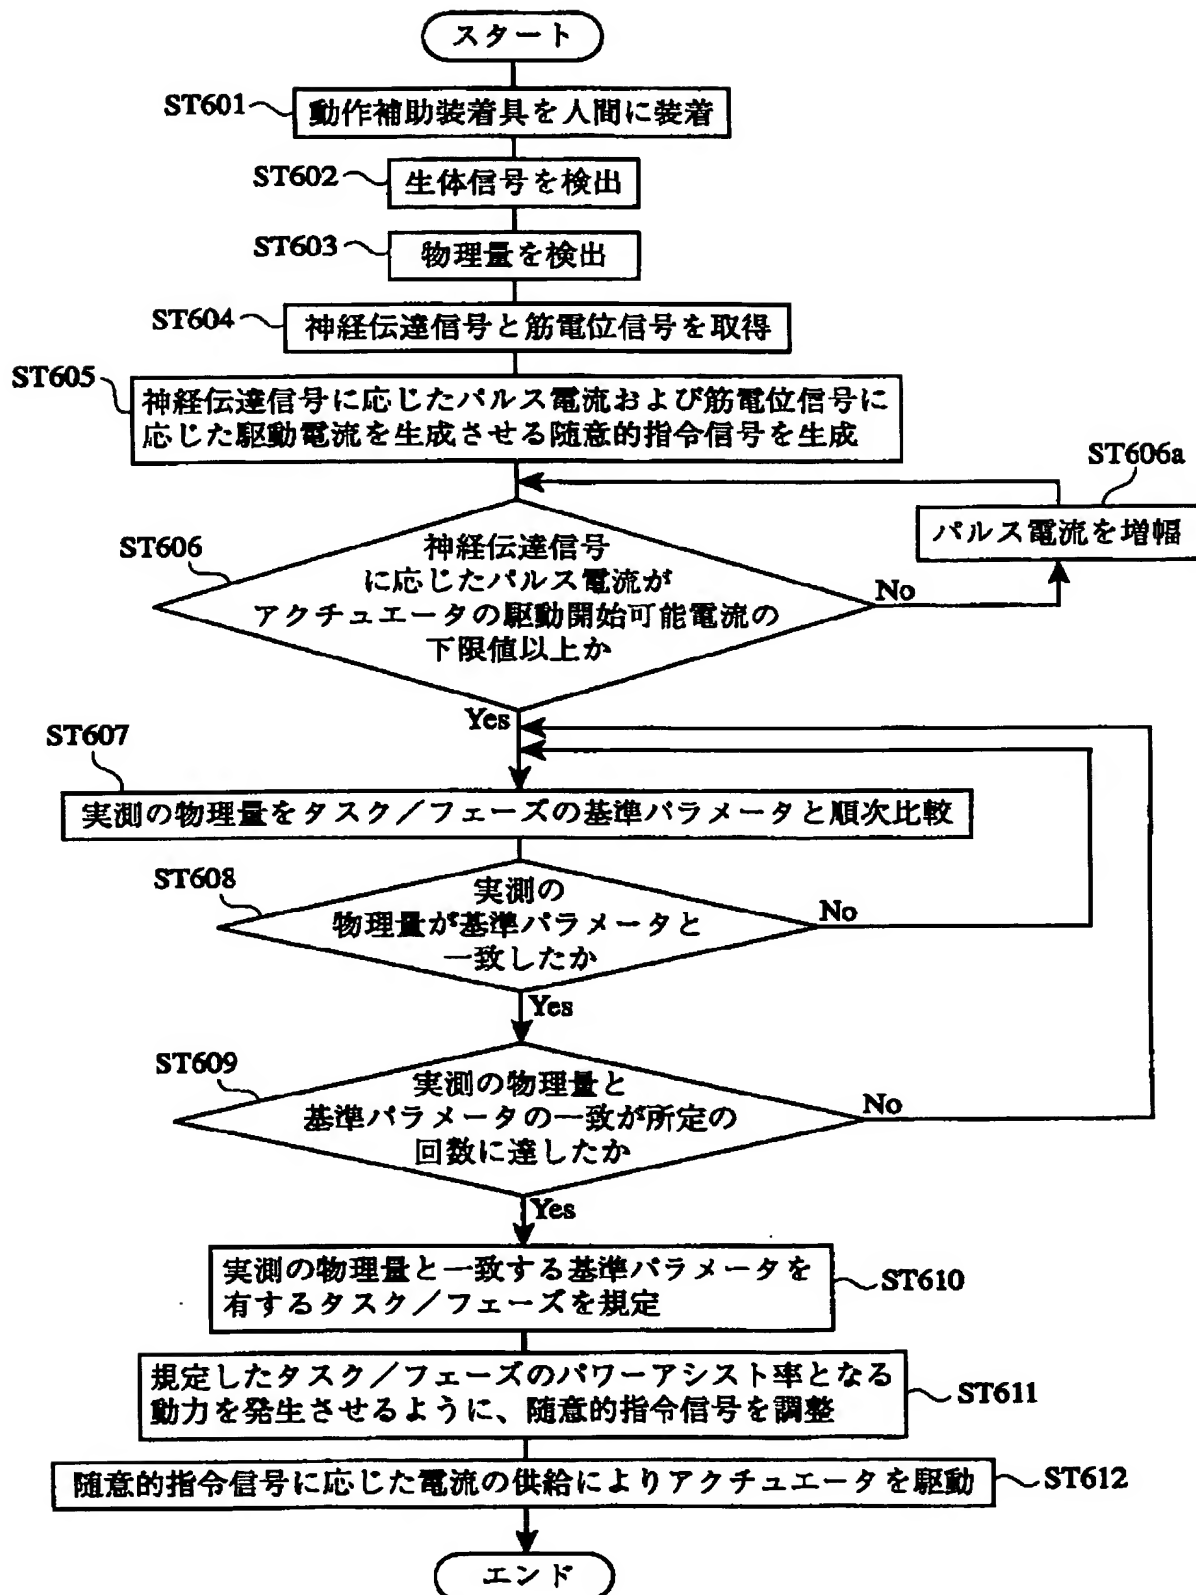 スタート
ST601
動作補助装着具を人間に装着
ST602
生体信号を検出
ST603
物理量を検出
ST604
神経伝達信号と筋電位信号を取得
ST605
神経伝達信号に応じたパルス電流および筋電位信号に
応じた駆動電流を生成させる随意的指令信号を生成
ST606a
パルス電流を増幅
ST606
神経伝達信号
に応じたパルス電流が
アクチュエータの駆動開始可能電流の
下限値以上か
No
Yes
ST607
実測の物理量をタスク／フェーズの基準パラメータと順次比較
ST608
実測の
物理量が基準パラメータと
一致したか
No
Yes
ST609
実測の物理量と
基準パラメータの一致が所定の
回数に達したか
No
Yes
実測の物理量と一致する基準パラメータを
有するタスク／フェーズを規定
ST610
規定したタスク／フェーズのパワーアシスト率となる
動力を発生させるように、随意的指令信号を調整
ST611
随意的指令信号に応じた電流の供給によりアクチュエータを駆動
ST612
エンド